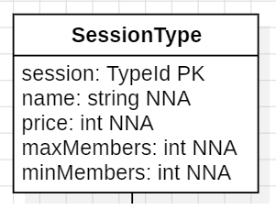 SessionType
session: TypeId PK
name: string NNA
price: int NNA
maxMembers: int NNA
minMembers: int NNA